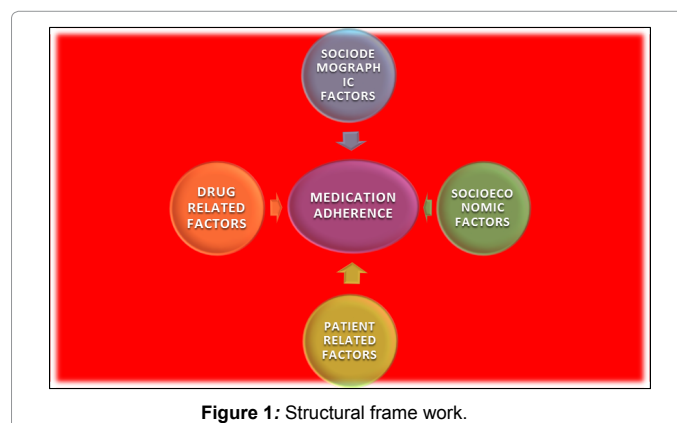 SOCIODE
MOGRAPH
IC
FACTORS
DRUG
RELATED
FACTORS
MEDICATION
ADHERENCE
SOCIOECO
NOMIC
FACTORS
PATIENT
RELATED
FACTORS
Figure 1: Structural frame work.